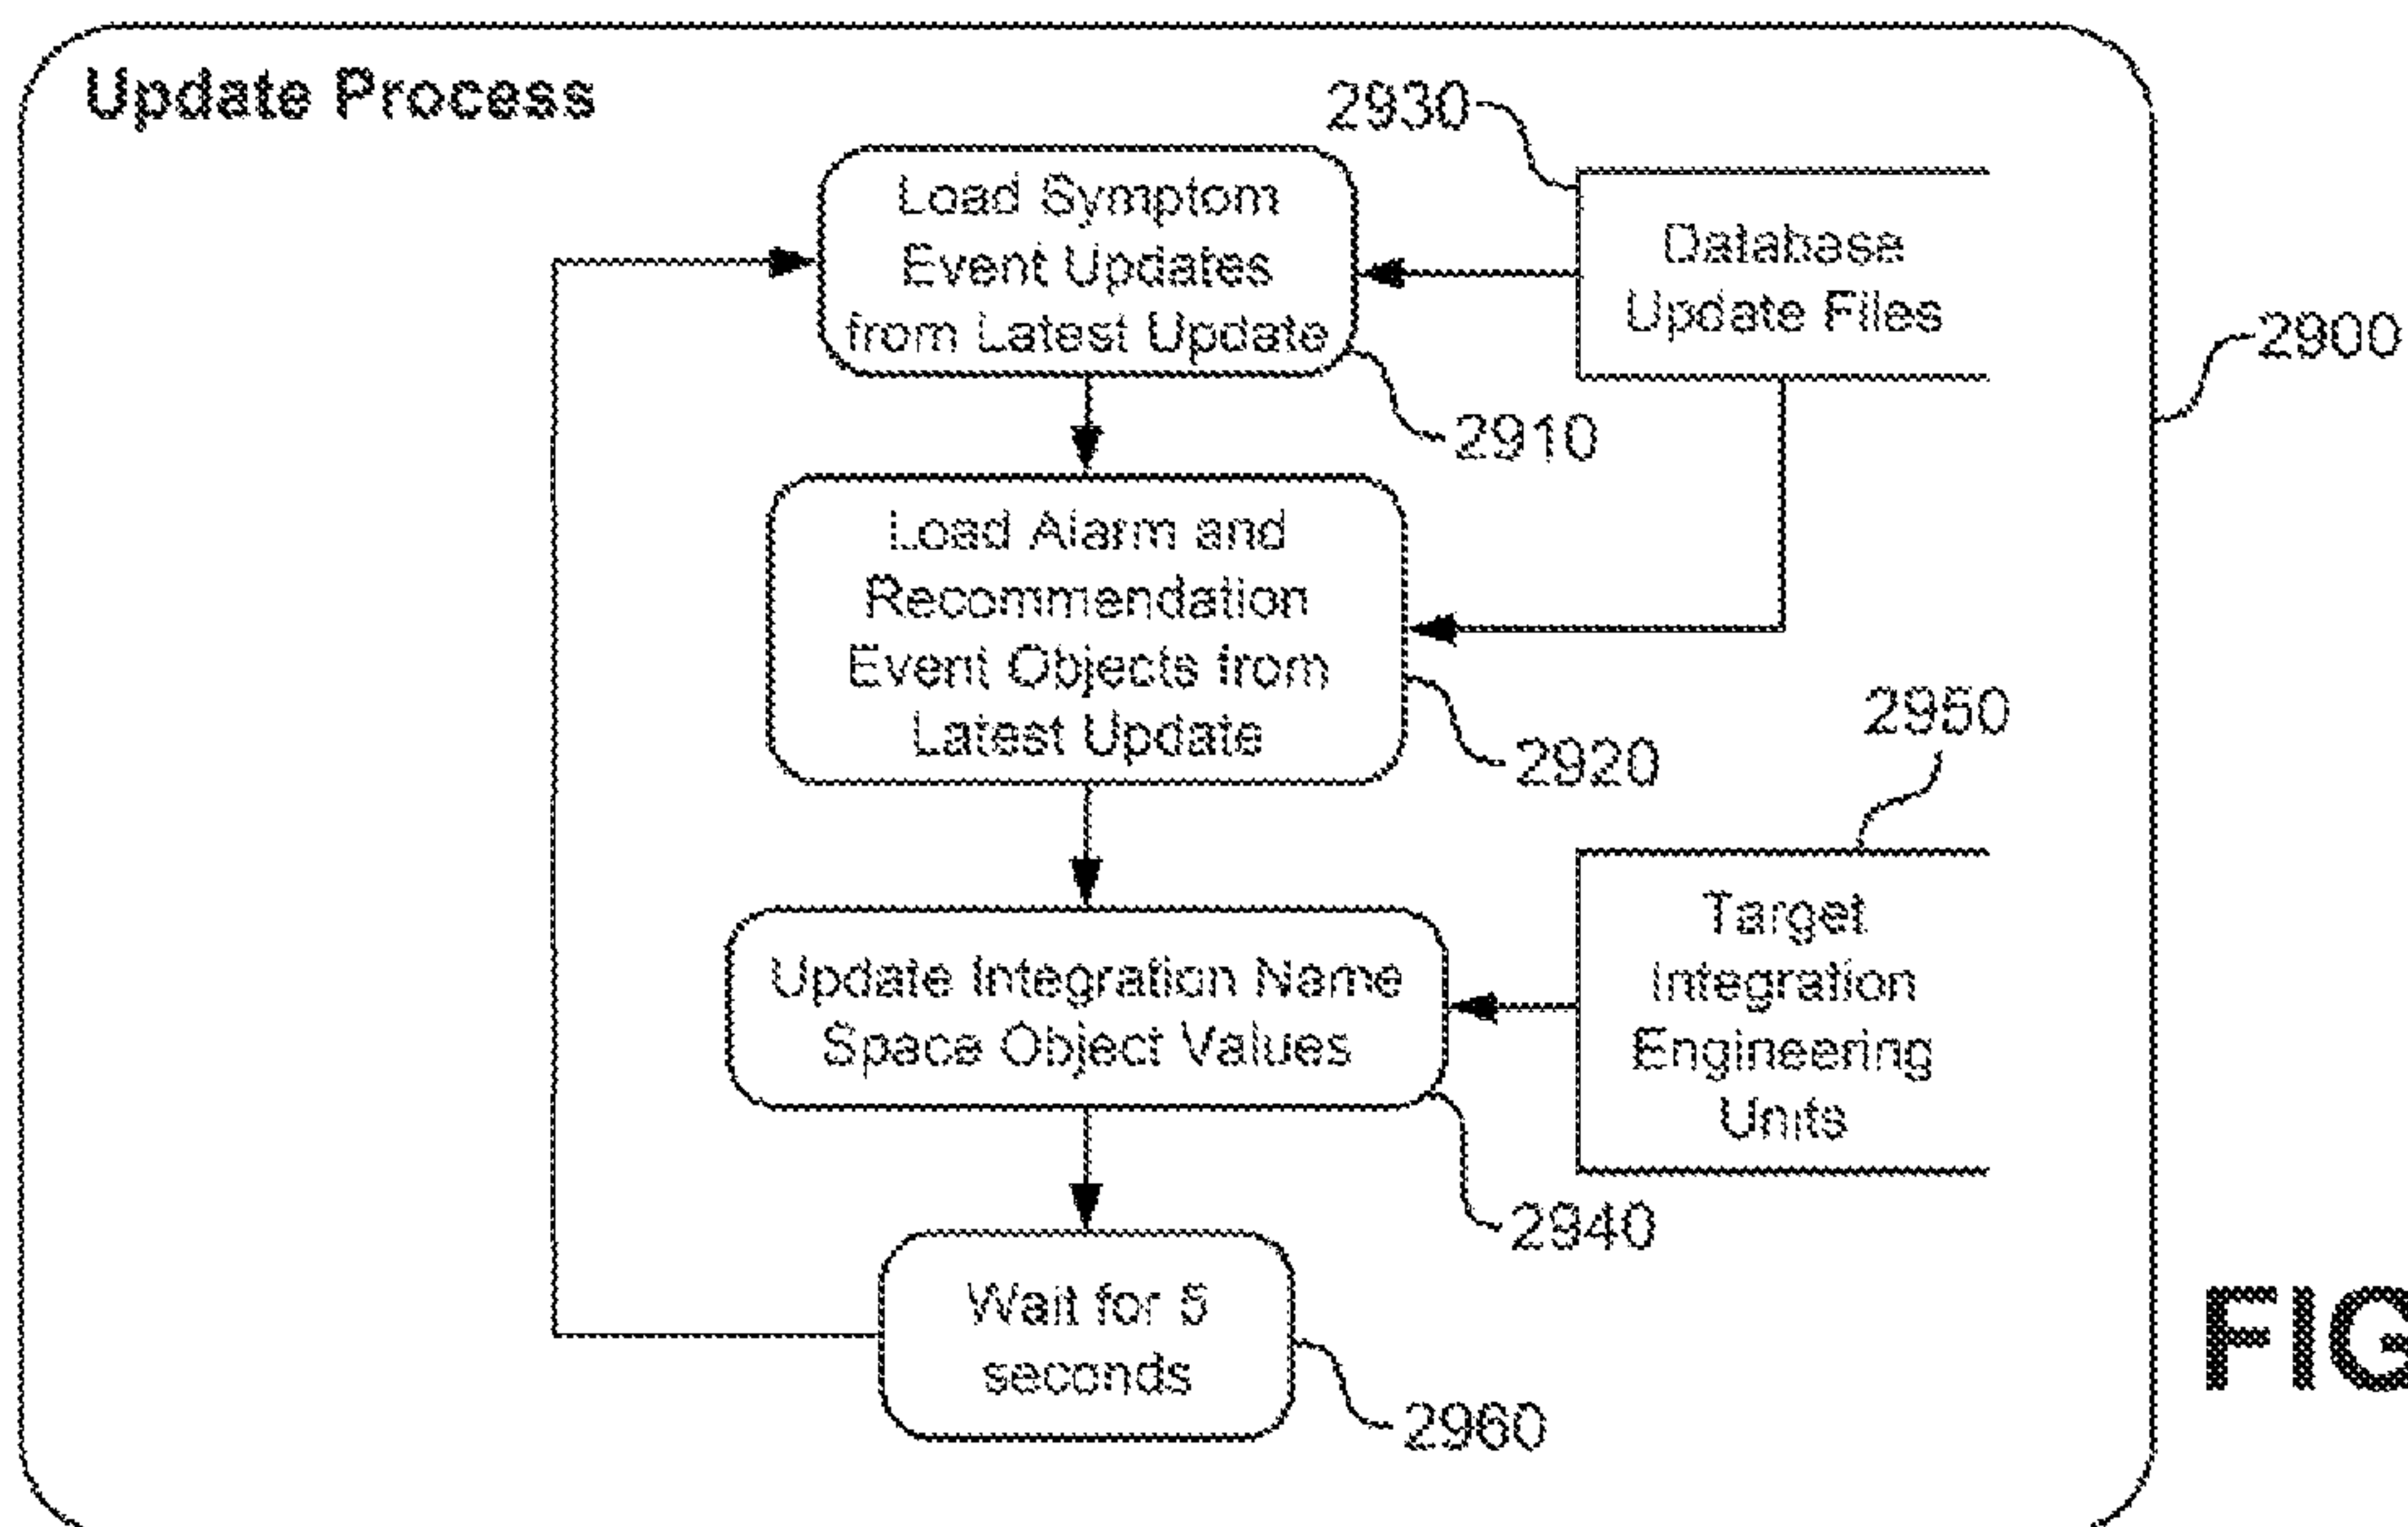 Update Process
2930
Load Symptom
Event Updates
from Latest Update
Database
Update Files
2900
2910
Load Alarm and
Recommendation
Event Objects from
Latest Update
2920
2950
Update Integration Name
Space Object Values
Target
Integration
Engineering
Units
2940
Wait for 5
seconds
2960
FIG